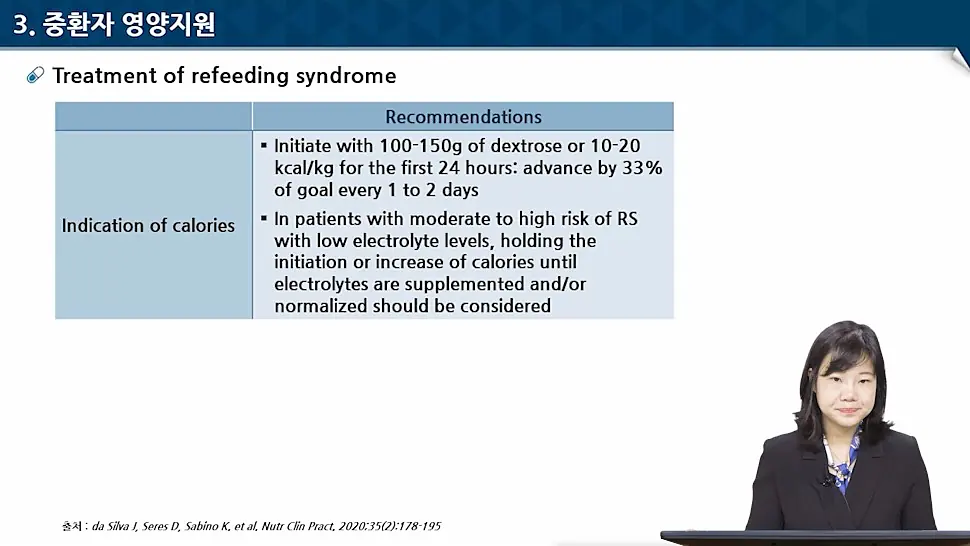 3. 중환자 영양지원
Treatment of refeeding syndrome
Recommendations
Indication of calories
▪ Initiate with 100-150g of dextrose or 10-20
kcal/kg for the first 24 hours: advance by 33%
of goal every 1 to 2 days
▪ In patients with moderate to high risk of RS
with low electrolyte levels, holding the
initiation or increase of calories until
electrolytes are supplemented and/or
normalized should be considered
출처 : da Silva J, Seres D, Sabino K, et al, Nutr Clin Pract, 2020:35(2):178-195